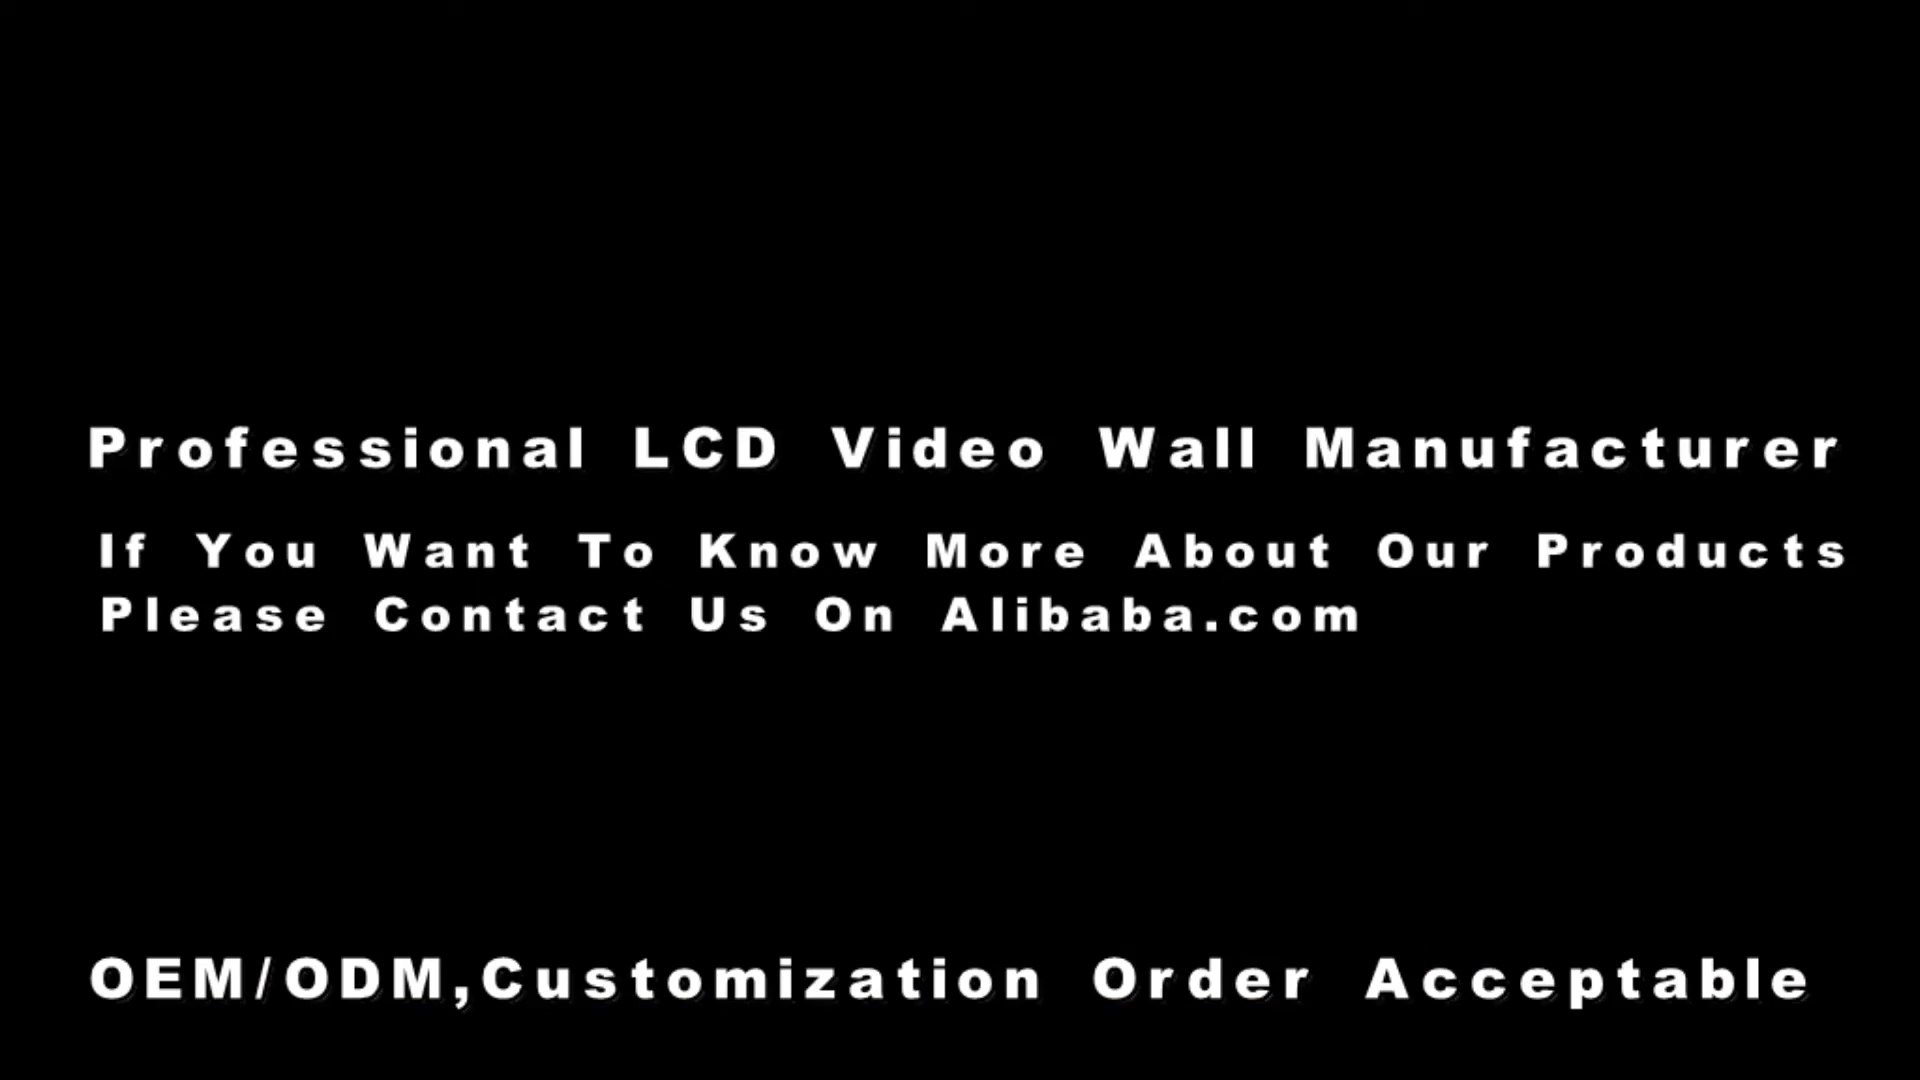 Professional LCD Video Wall Manufacturer
If You Want To Know More About Our Products
Please Contact Us On Alibaba.com
OEM/ODM,Customization Order Acceptable